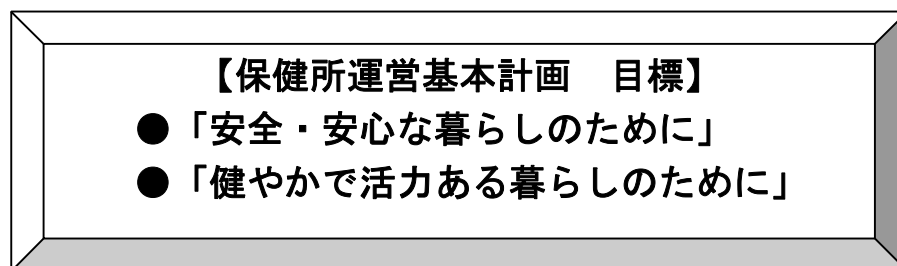 【保健所運営基本計画　目標】
●「安全・安心な暮らしのために」
●「健やかで活力ある暮らしのために」